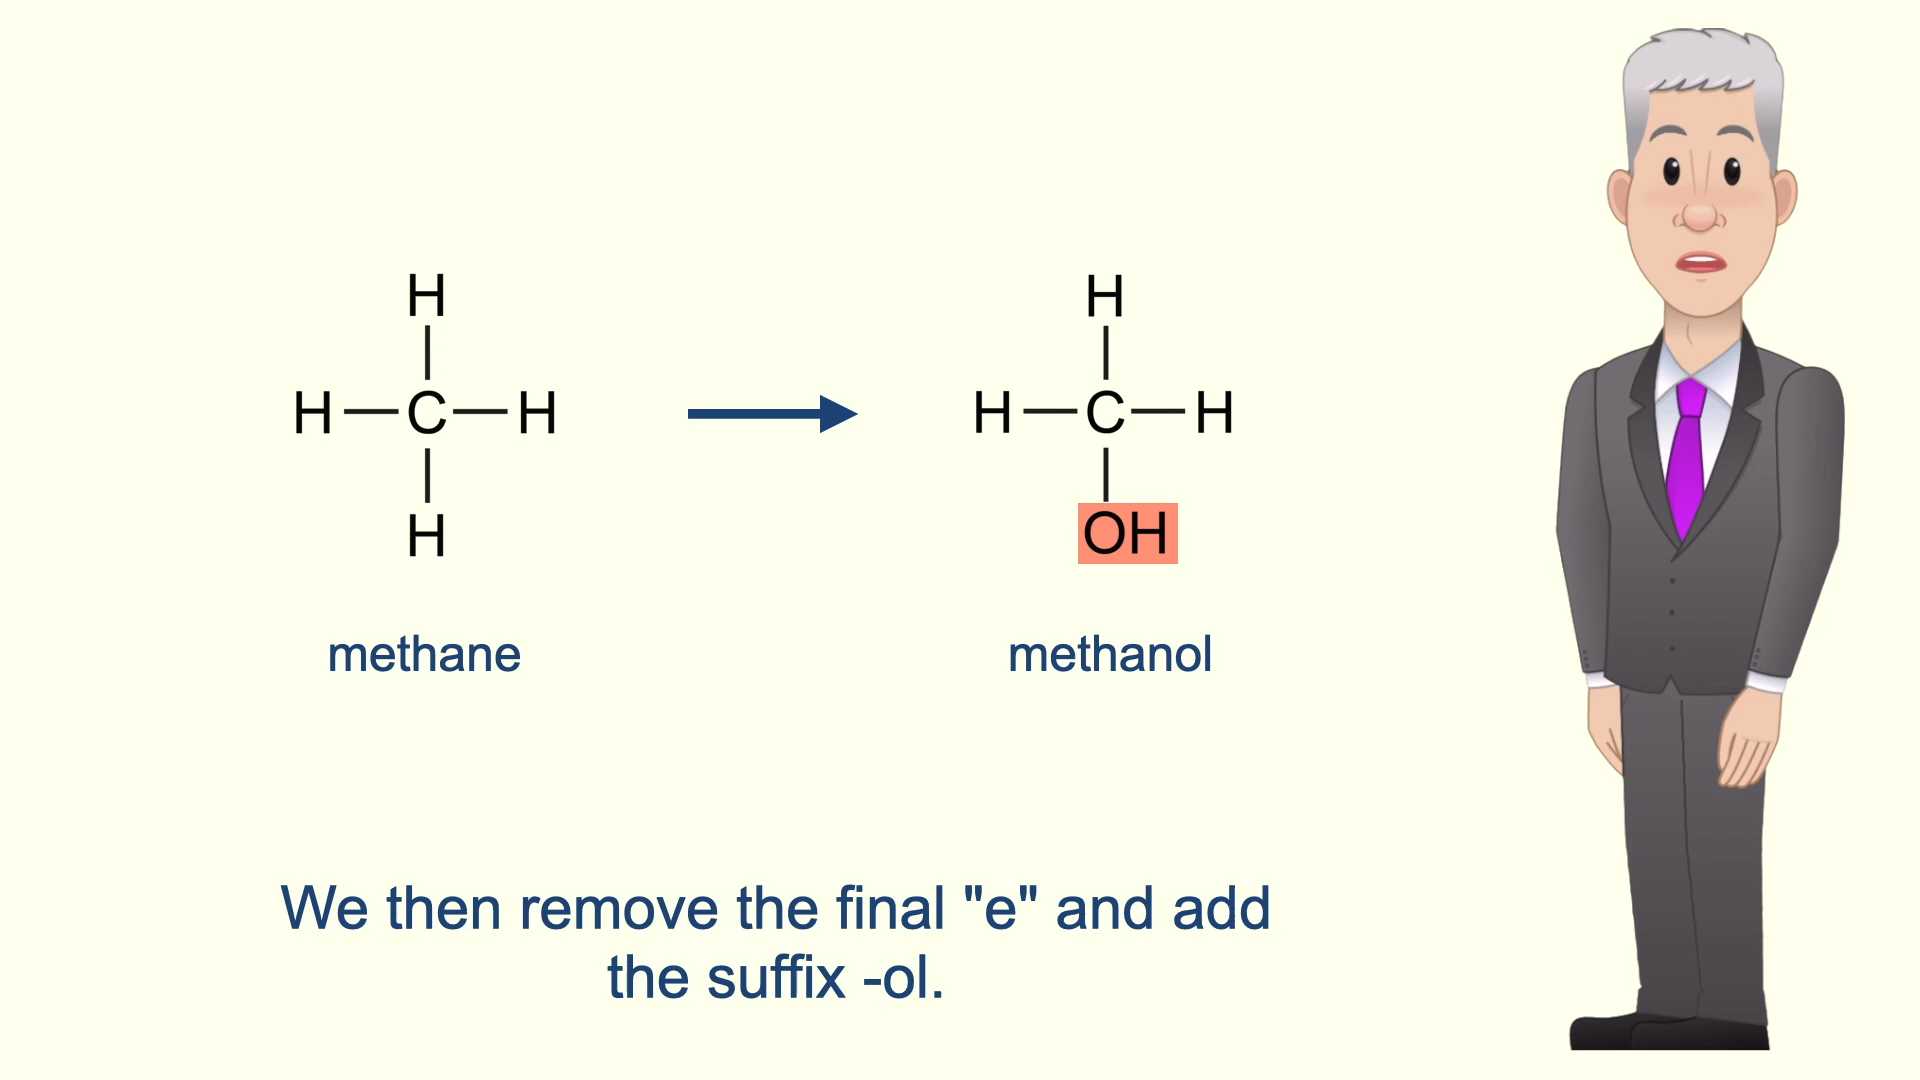 H H
H C H H C H
H OH
methane methanol
We then remove the final "e" and add
the suffix -ol.